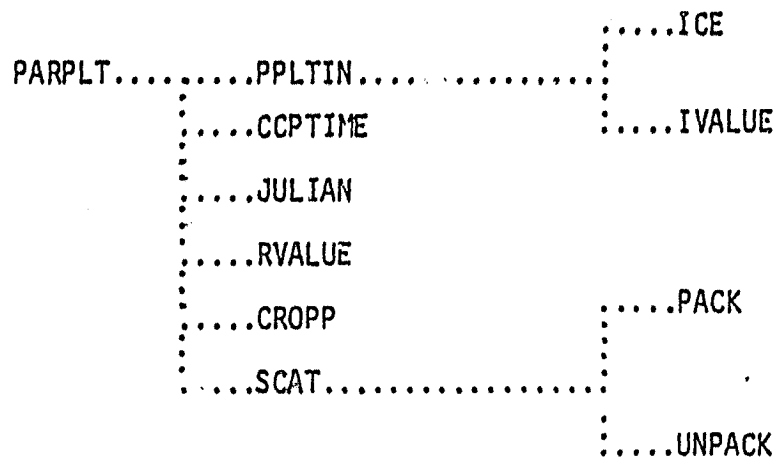 .....ICE
PARPLT.........PPLTIN....................
.....IVALUE
.....CCPTIME
.....JULIAN
.....RVALUE
.....CROPP
.....PACK
.....SCAT..................
.....UNPACK